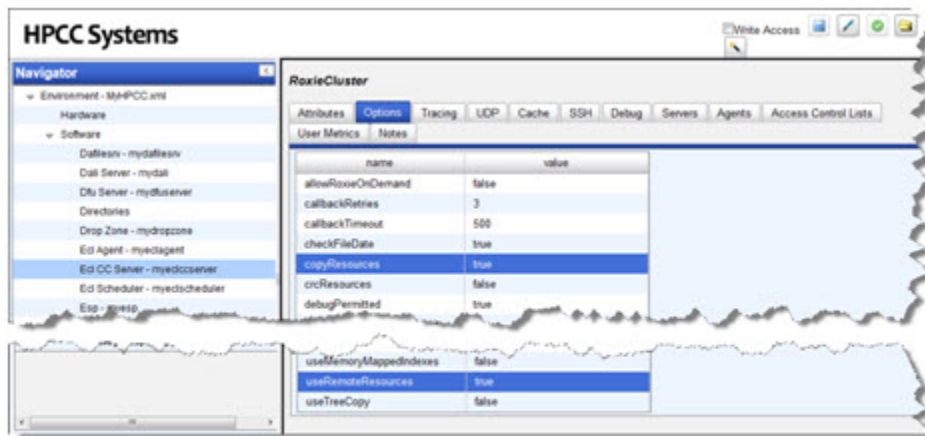 HPCC Systems
Write Access
Navigator
Environment - MyHPCC.xml
Hardware
Software
Dafilesrv - mydafilesrv
Dali Server - mydali
Dfu Server - mydfuserver
Directories
Drop Zone - mydropzone
Ecl Agent - myeclagent
Ecl CC Server - myeclccserver
Ecl Scheduler - myeclscheduler
Esp - myesp
RoxieCluster
Attributes Options Tracing UDP Cache SSH Debug Servers Agents Access Control Lists
User Metrics Notes
name value
allowRoxieOnDemand false
callbackRetries 3
callbackTimeout 500
checkFileDate true
copyResources true
crcResources false
debugPermitted true
useMemoryMappedIndexes false
useRemoteResources true
useTreeCopy false